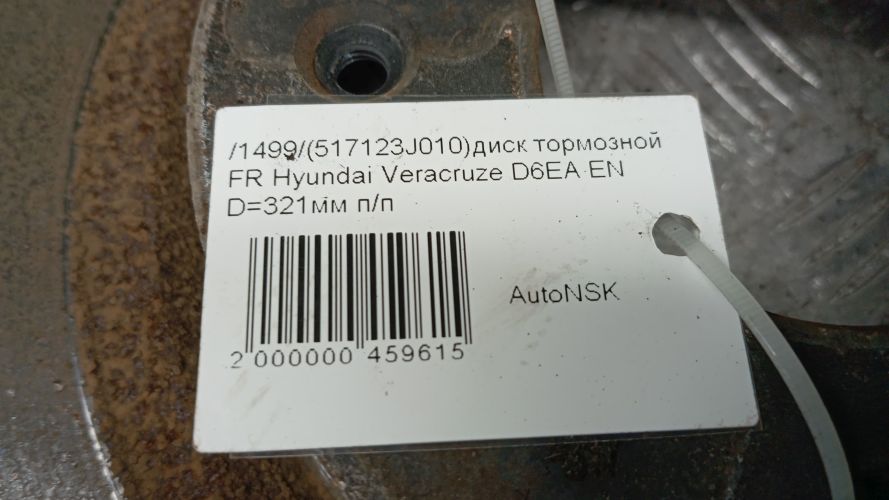 /1499/(517123J010)диск тормозной
FR Hyundai Veracruze D6EA EN
D=321мм п/п
AutoNSK
2 000000 459615